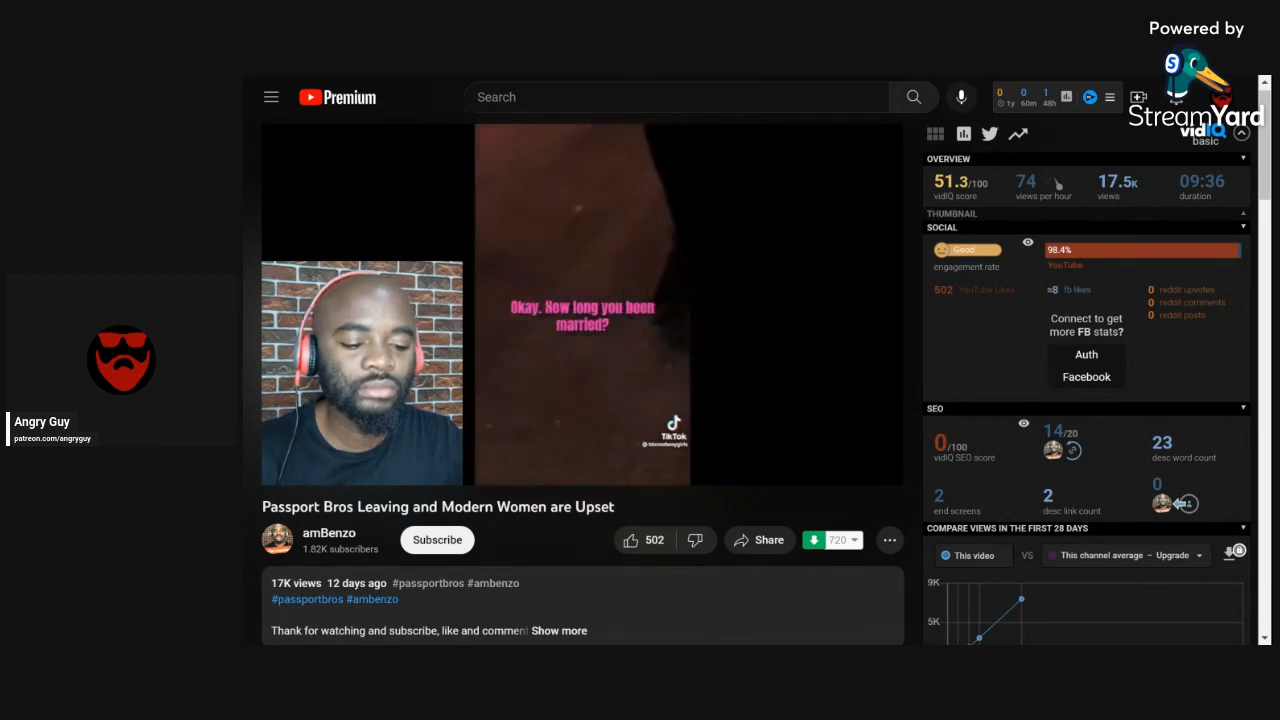 Powered by
StreamYard
Premium
Search
0 0 1
1y 60m 48h
vidIQ
basic
OVERVIEW
51.3/100
vidIQ score
74
views per hour
17.5K
views
09:36
duration
THUMBNAIL
SOCIAL
Good
engagement rate
98.4%
YouTube
502 YouTube Likes
≈8 fb likes
0 reddit upvotes
0 reddit comments
0 reddit posts
Connect to get
more FB stats?
Auth
Facebook
Okay. How long you been
married?
TikTok
Angry Guy
patreon.com/angryguy
SEO
0/100
vidIQ SEO score
14/20
23
desc word count
2
end screens
2
desc link count
0
Passport Bros Leaving and Modern Women are Upset
amBenzo
1.82K subscribers
Subscribe
502
Share
720
COMPARE VIEWS IN THE FIRST 28 DAYS
This video
VS
This channel average – Upgrade
9K
5K
17K views 12 days ago #passportbros #ambenzo
#passportbros #ambenzo
Thank for watching and subscribe, like and comment Show more